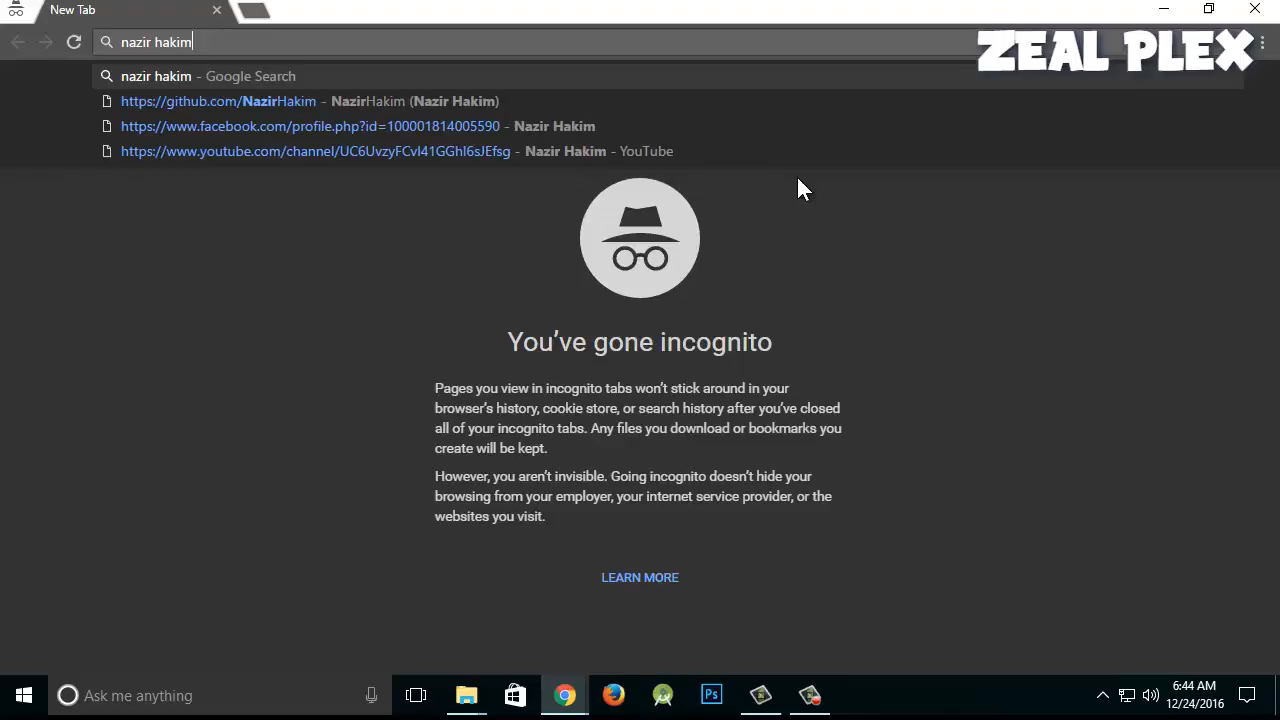 New Tab
nazir hakim
ZEAL PLEX
nazir hakim - Google Search
https://github.com/NazirHakim - NazirHakim (Nazir Hakim)
https://www.facebook.com/profile.php?id=100001814005590 - Nazir Hakim
https://www.youtube.com/channel/UC6UvzyFCvl41GGhl6sJEfsg - Nazir Hakim - YouTube
You've gone incognito
Pages you view in incognito tabs won't stick around in your
browser's history, cookie store, or search history after you've closed
all of your incognito tabs. Any files you download or bookmarks you
create will be kept.
However, you aren't invisible. Going incognito doesn't hide your
browsing from your employer, your internet service provider, or the
websites you visit.
LEARN MORE
Ask me anything
Ps
6:44 AM
12/24/2016